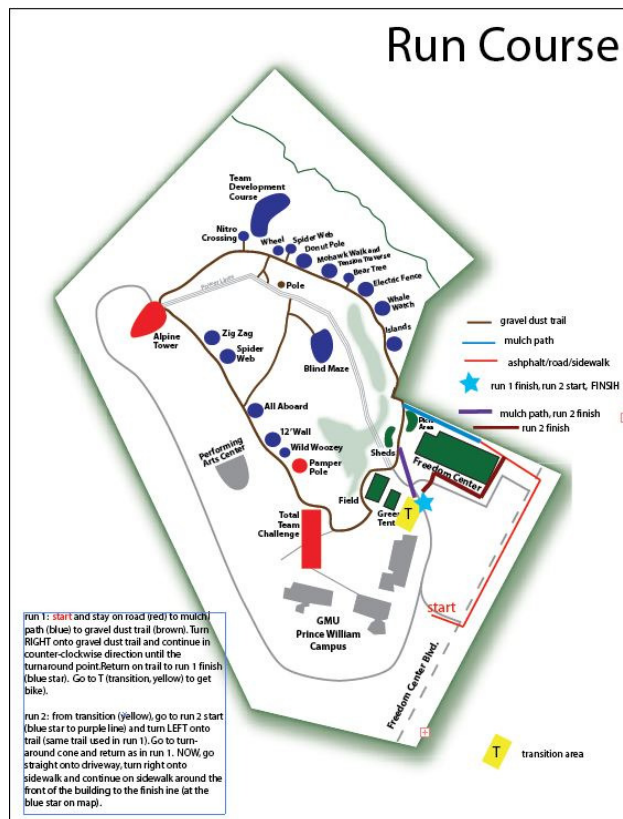 Run Course
Team
Development
Course
Nitro
Crossing
Wheel
Spider Web
Donut Pole
Mohawk Walk and
Tension Traverse
Bear Tree
Electric Fence
Whale
Watch
Islands
Power Lines
Pole
Alpine
Tower
Zig Zag
Spider
Web
Blind Maze
All Aboard
12' Wall
Wild Woozey
Pamper
Pole
Performing
Arts Center
Total
Team
Challenge
Field
Sheds
Area
Freedom Center
Green
Tent
T
GMU
Prince William
Campus
start
Freedom Center Blvd.
gravel dust trail
mulch path
ashphalt/road/sidewalk
run 1 finish, run 2 start, FINSIH
mulch path, run 2 finish
run 2 finish
T
transition area
run 1: start and stay on road (red) to mulch
path (blue) to gravel dust trail (brown). Turn
RIGHT onto gravel dust trail and continue in
counter-clockwise direction until the
turnaround point.Return on trail to run 1 finish
(blue star). Go to T (transition, yellow) to get
bike).
run 2: from transition (yellow), go to run 2 start
(blue star to purple line) and turn LEFT onto
trail (same trail used in run 1). Go to turn-
around cone and return as in run 1. NOW, go
straight onto driveway, turn right onto
sidewalk and continue on sidewalk around the
front of the building to the finish ine (at the
blue star on map).